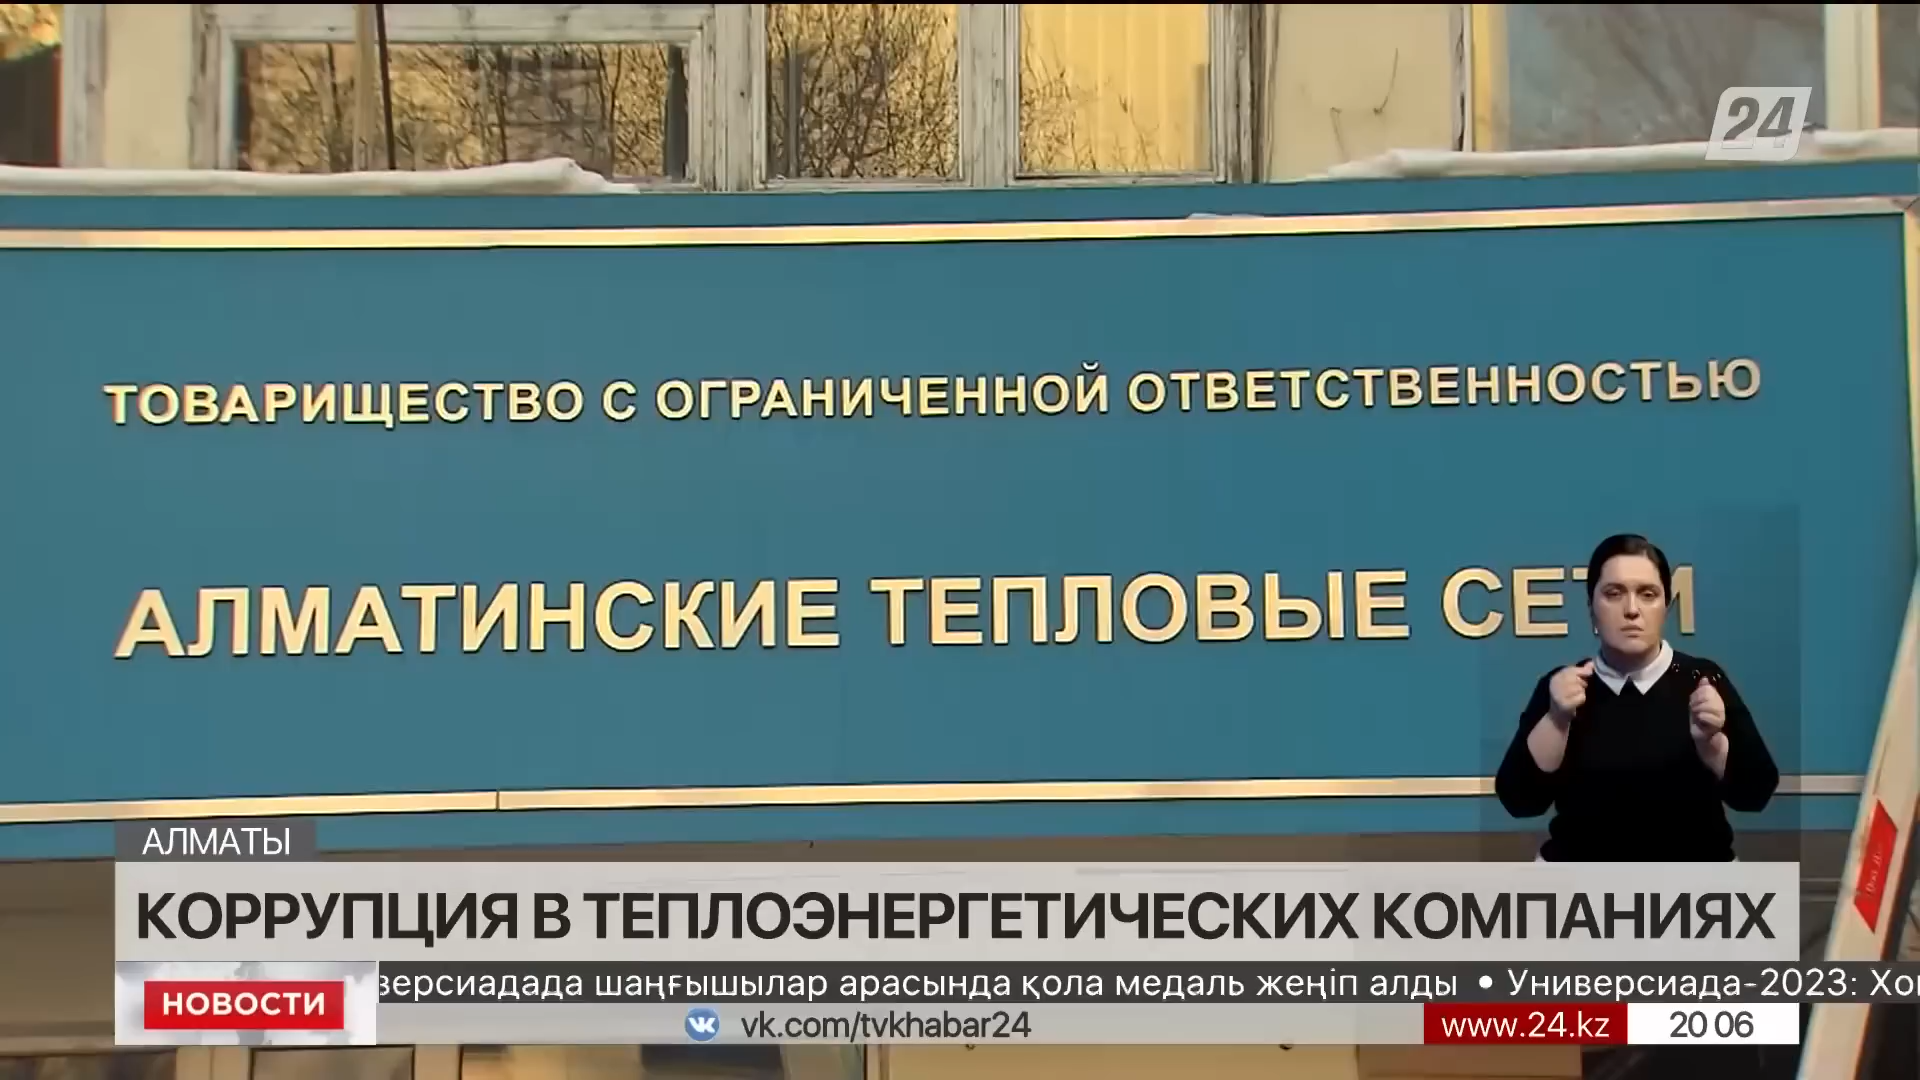 24
ТОВАРИЩЕСТВО С ОГРАНИЧЕННОЙ ОТВЕТСТВЕННОСТЬЮ
АЛМАТИНСКИЕ ТЕПЛОВЫЕ СЕТИ
АЛМАТЫ
КОРРУПЦИЯ В ТЕПЛОЭНЕРГЕТИЧЕСКИХ КОМПАНИЯХ
НОВОСТИ
версиадада шаңғышылар арасында қола медаль жеңіп алды • Универсиада-2023:
vk.com/tvkhabar24
www.24.kz
20 06